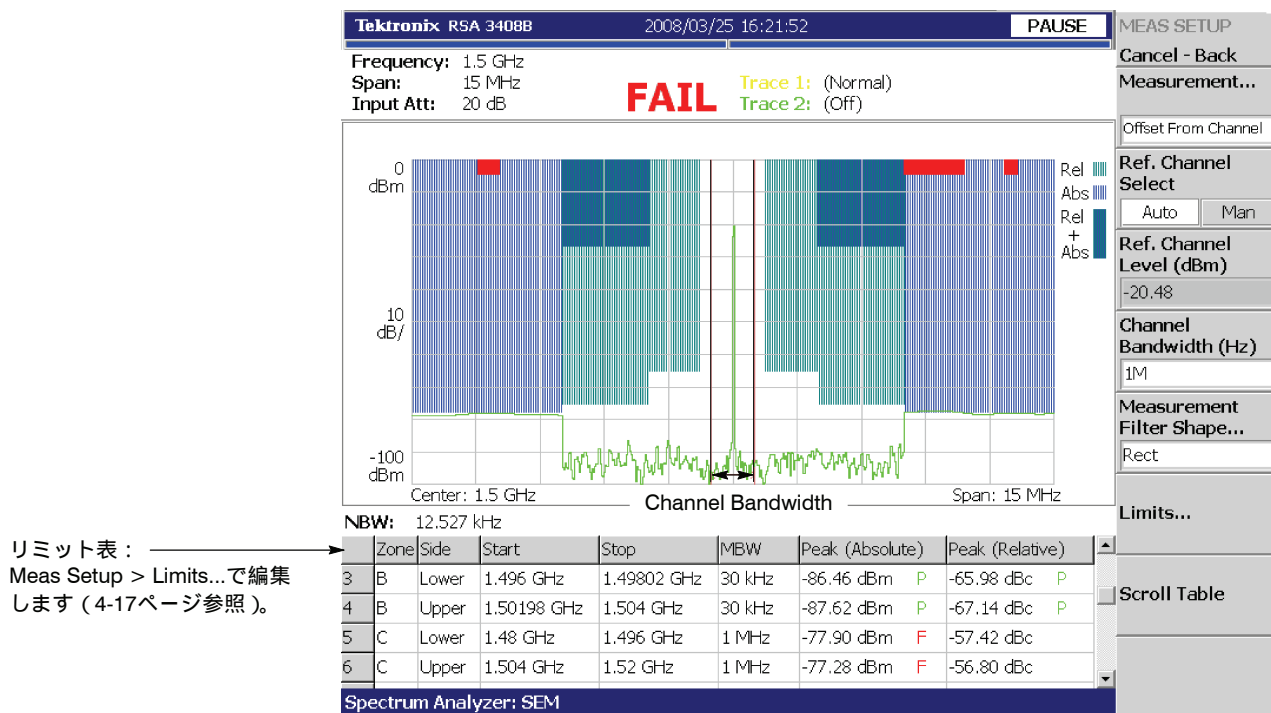 Tektronix RSA 3408B 2008/03/25 16:21:52 PAUSE
Frequency: 1.5 GHz
Span: 15 MHz
Input Att: 20 dB
FAIL
Trace 1: (Normal)
Trace 2: (Off)
0
dBm
10
dB/
-100
dBm
Rel
Abs
Rel
+
Abs
Center: 1.5 GHz
Channel Bandwidth
Span: 15 MHz
NBW: 12.527 kHz
Zone Side Start Stop MBW Peak (Absolute) Peak (Relative)
3 B Lower 1.496 GHz 1.49802 GHz 30 kHz -86.46 dBm P -65.98 dBc P
4 B Upper 1.50198 GHz 1.504 GHz 30 kHz -87.62 dBm P -67.14 dBc P
5 C Lower 1.48 GHz 1.496 GHz 1 MHz -77.90 dBm F -57.42 dBc
6 C Upper 1.504 GHz 1.52 GHz 1 MHz -77.28 dBm F -56.80 dBc
Spectrum Analyzer: SEM
MEAS SETUP
Cancel - Back
Measurement...
Offset From Channel
Ref. Channel
Select
Auto Man
Ref. Channel
Level (dBm)
-20.48
Channel
Bandwidth (Hz)
1M
Measurement
Filter Shape...
Rect
Limits...
Scroll Table
リミット表：
Meas Setup > Limits...で編集
します（4-17ページ参照）。